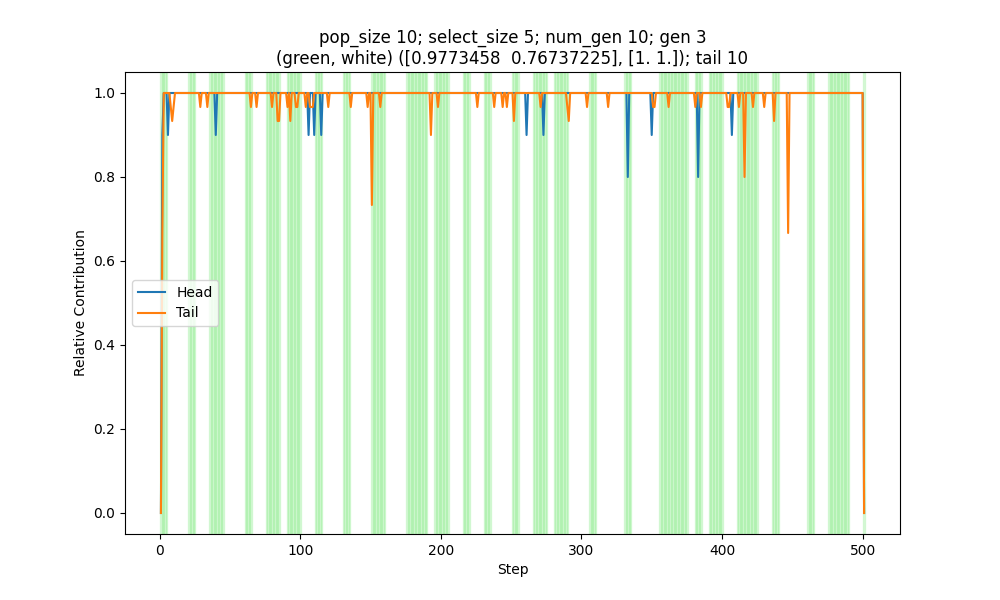 pop_size 10; select_size 5; num_gen 10; gen 3
(green, white) ([0.9773458  0.76737225], [1. 1.]); tail 10
1.0
0.8
0.6
0.4
0.2
0.0
Relative Contribution
Head
Tail
0
100
200
300
400
500
Step